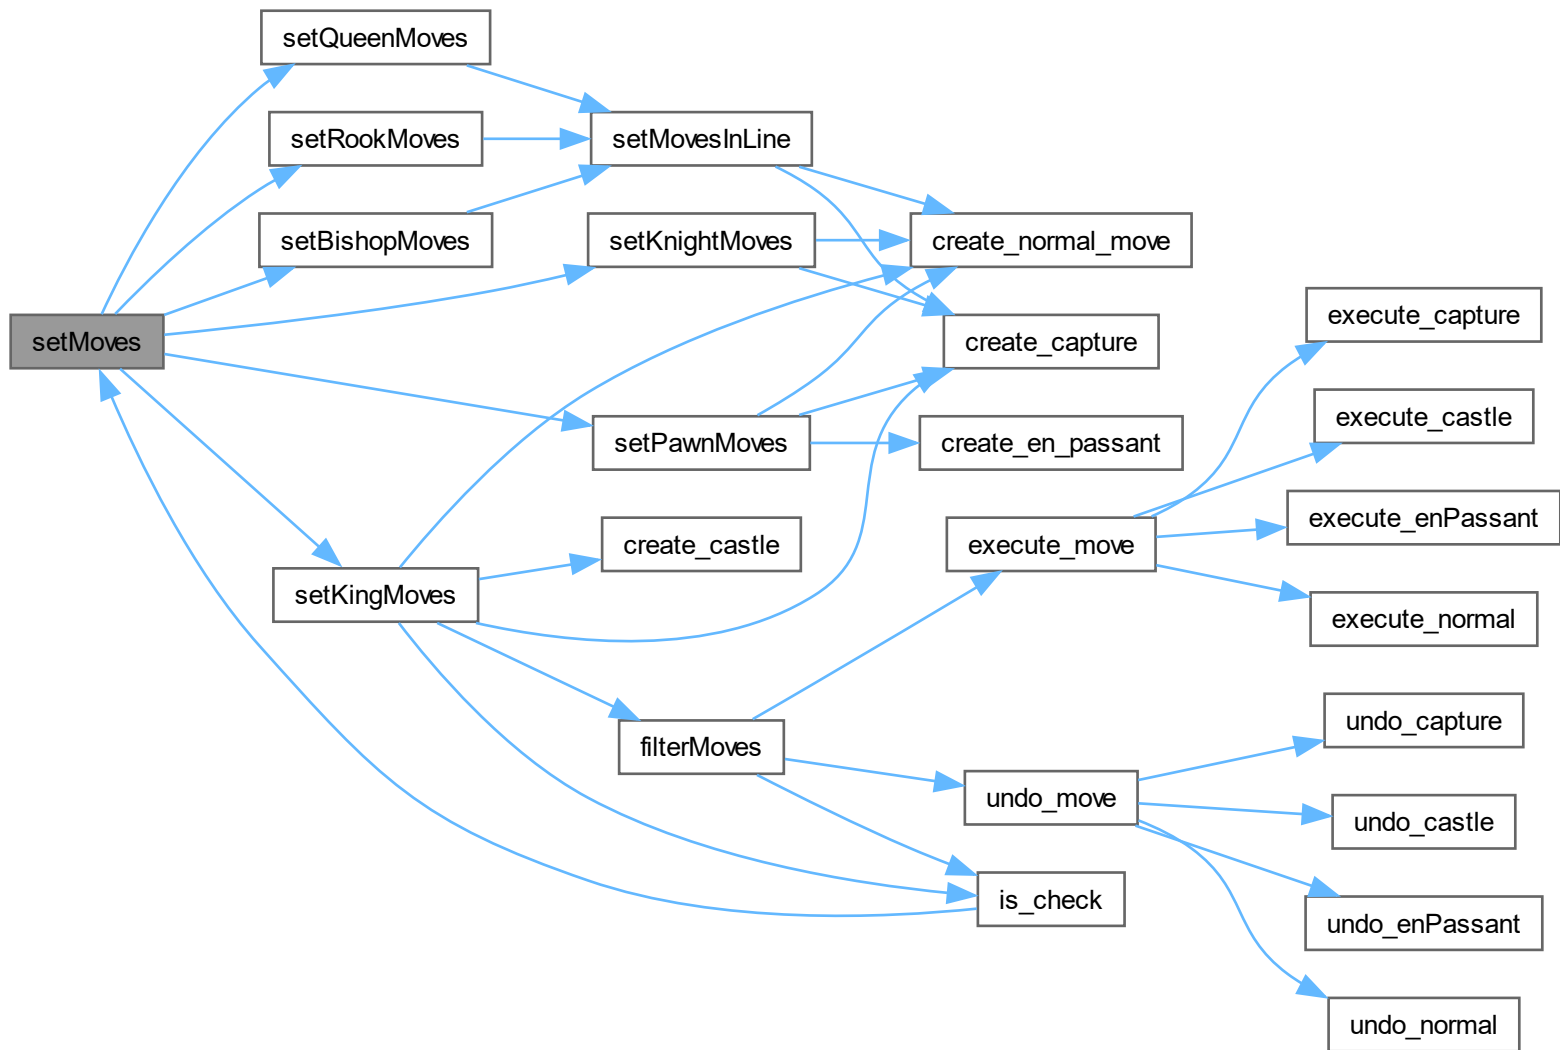 setQueenMoves
setRookMoves
setMovesInLine
setBishopMoves
setKnightMoves
create_normal_move
execute_capture
setMoves
create_capture
execute_castle
setPawnMoves
create_en_passant
execute_enPassant
create_castle
execute_move
setKingMoves
execute_normal
undo_capture
filterMoves
undo_move
undo_castle
is_check
undo_enPassant
undo_normal